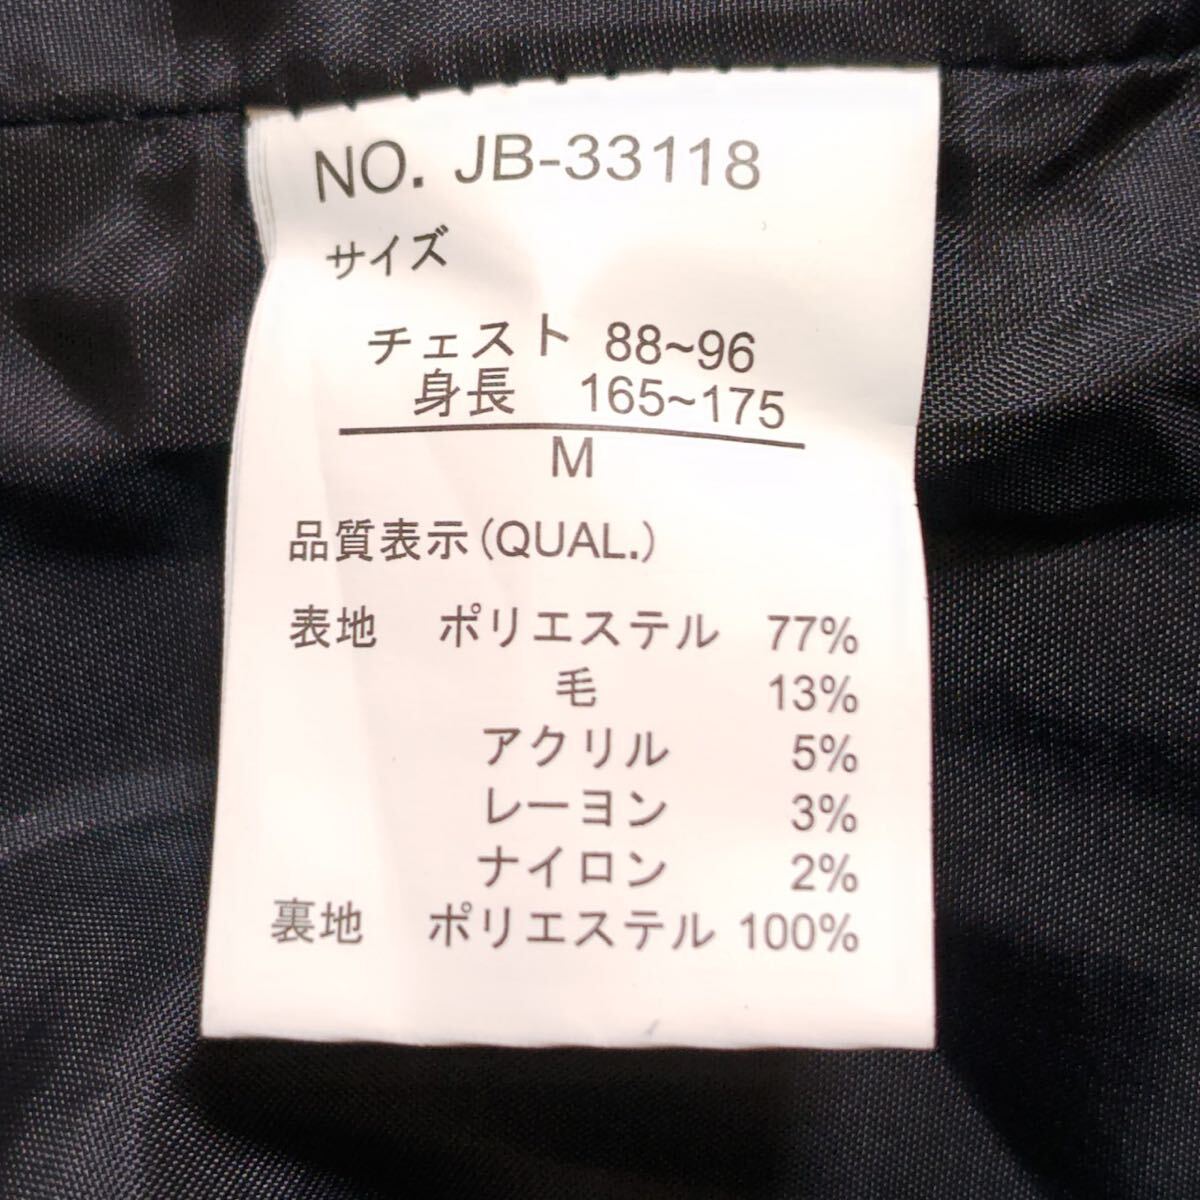 NO. JB-33118
サイズ
チェスト 88~96
身長 165~175
M
品質表示(QUAL.)
表地 ポリエステル 77%
毛 13%
アクリル 5%
レーヨン 3%
ナイロン 2%
裏地 ポリエステル 100%